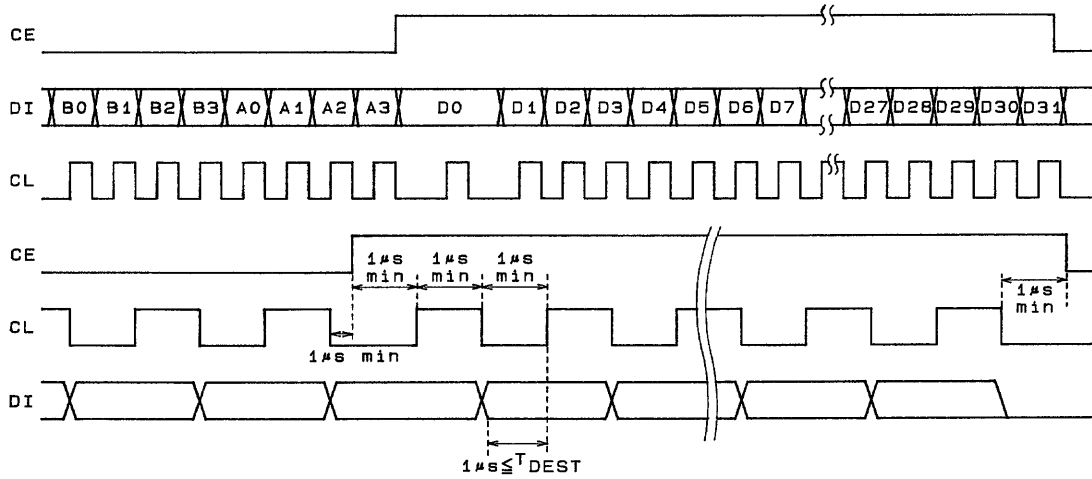 CE
DI B0 B1 B2 B3 A0 A1 A2 A3 D0 D1 D2 D3 D4 D5 D6 D7 D27 D28 D29 D30 D31
CL
CE
1μs min 1μs min 1μs min
1μs min
CL
1μs min
DI
1μs≦TDEST